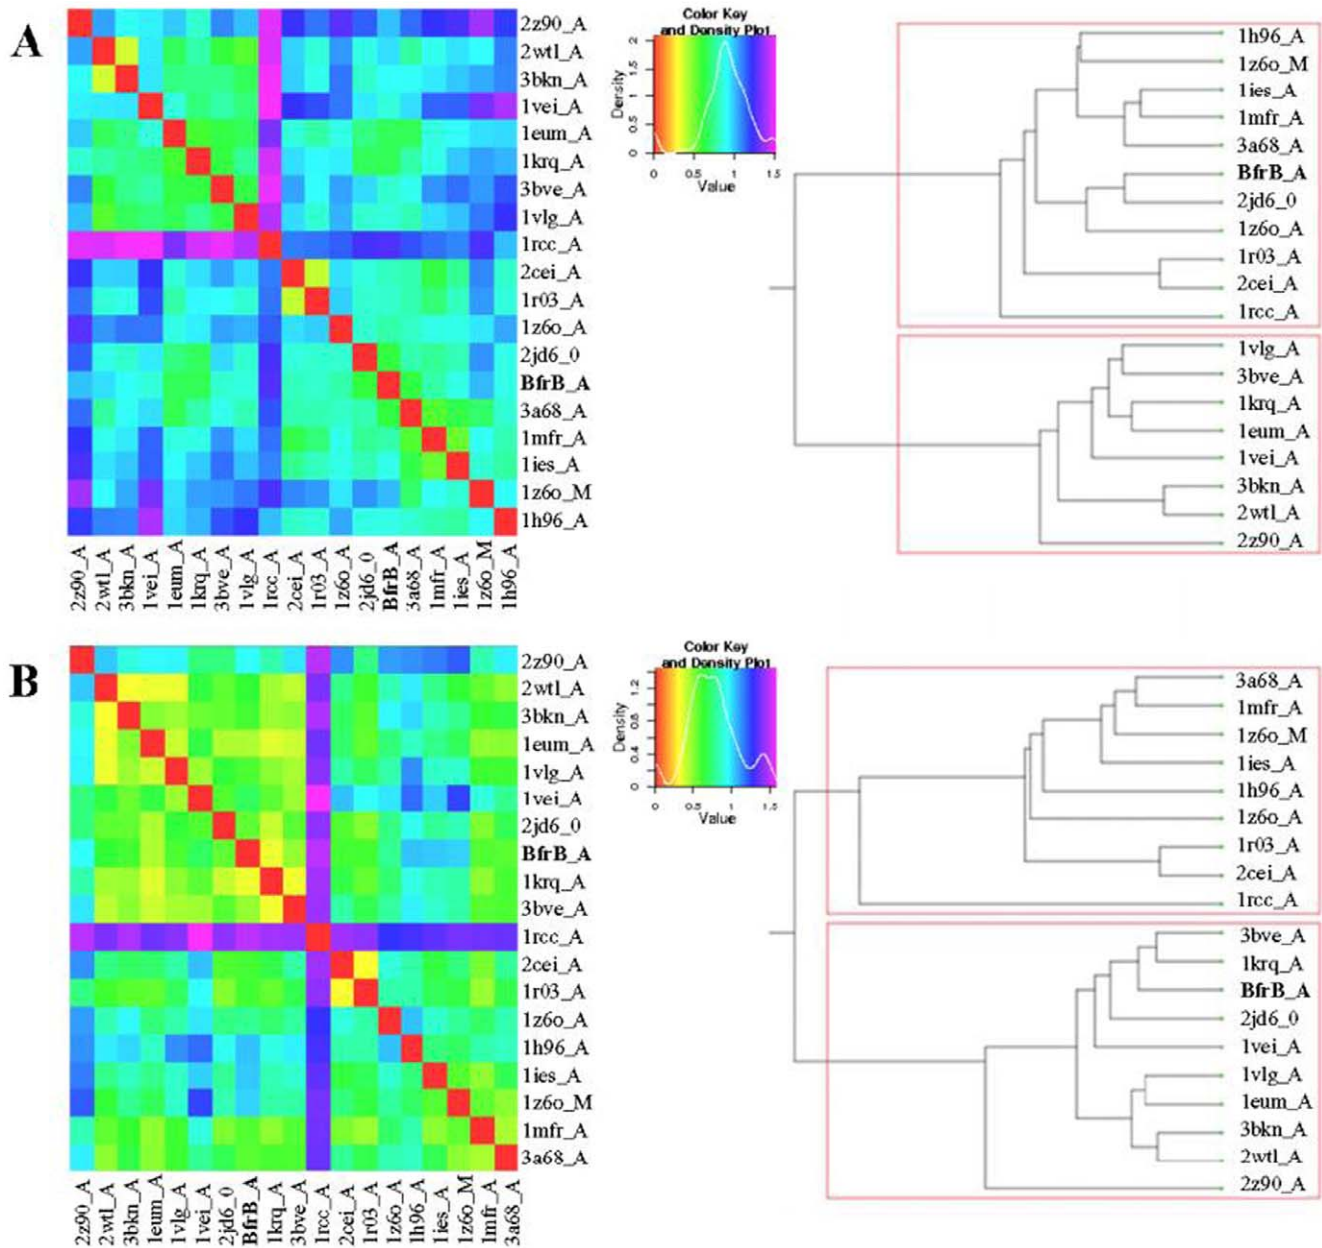 A
2z90_A
2wtl_A
3bkn_A
1vei_A
1eum_A
1krq_A
3bve_A
1vlg_A
1rcc_A
2cei_A
1r03_A
1z6o_A
2jd6_0
BfrB_A
3a68_A
1mfr_A
1ies_A
1z6o_M
1h96_A
2z90_A
2wtl_A
3bkn_A
1vei_A
1eum_A
1krq_A
3bve_A
1vlg_A
1rcc_A
2cei_A
1r03_A
1z6o_A
2jd6_0
BfrB_A
3a68_A
1mfr_A
1ies_A
1z6o_M
1h96_A
Color Key
and Density Plot
Density
0 0.5 1 1.5 2
0 0.5 1 1.5
Value
1h96_A
1z6o_M
1ies_A
1mfr_A
3a68_A
BfrB_A
2jd6_0
1z6o_A
1r03_A
2cei_A
1rcc_A
1vlg_A
3bve_A
1krq_A
1eum_A
1vei_A
3bkn_A
2wtl_A
2z90_A
B
2z90_A
2wtl_A
3bkn_A
1eum_A
1vlg_A
1vei_A
2jd6_0
BfrB_A
1krq_A
3bve_A
1rcc_A
2cei_A
1r03_A
1z6o_A
1h96_A
1ies_A
1z6o_M
1mfr_A
3a68_A
2z90_A
2wtl_A
3bkn_A
1eum_A
1vlg_A
1vei_A
2jd6_0
BfrB_A
1krq_A
3bve_A
1rcc_A
2cei_A
1r03_A
1z6o_A
1h96_A
1ies_A
1z6o_M
1mfr_A
3a68_A
Color Key
and Density Plot
Density
0 0.4 0.8 1.2
0 0.5 1 1.5
Value
3a68_A
1mfr_A
1z6o_M
1ies_A
1h96_A
1z6o_A
1r03_A
2cei_A
1rcc_A
3bve_A
1krq_A
BfrB_A
2jd6_0
1vei_A
1vlg_A
1eum_A
3bkn_A
2wtl_A
2z90_A